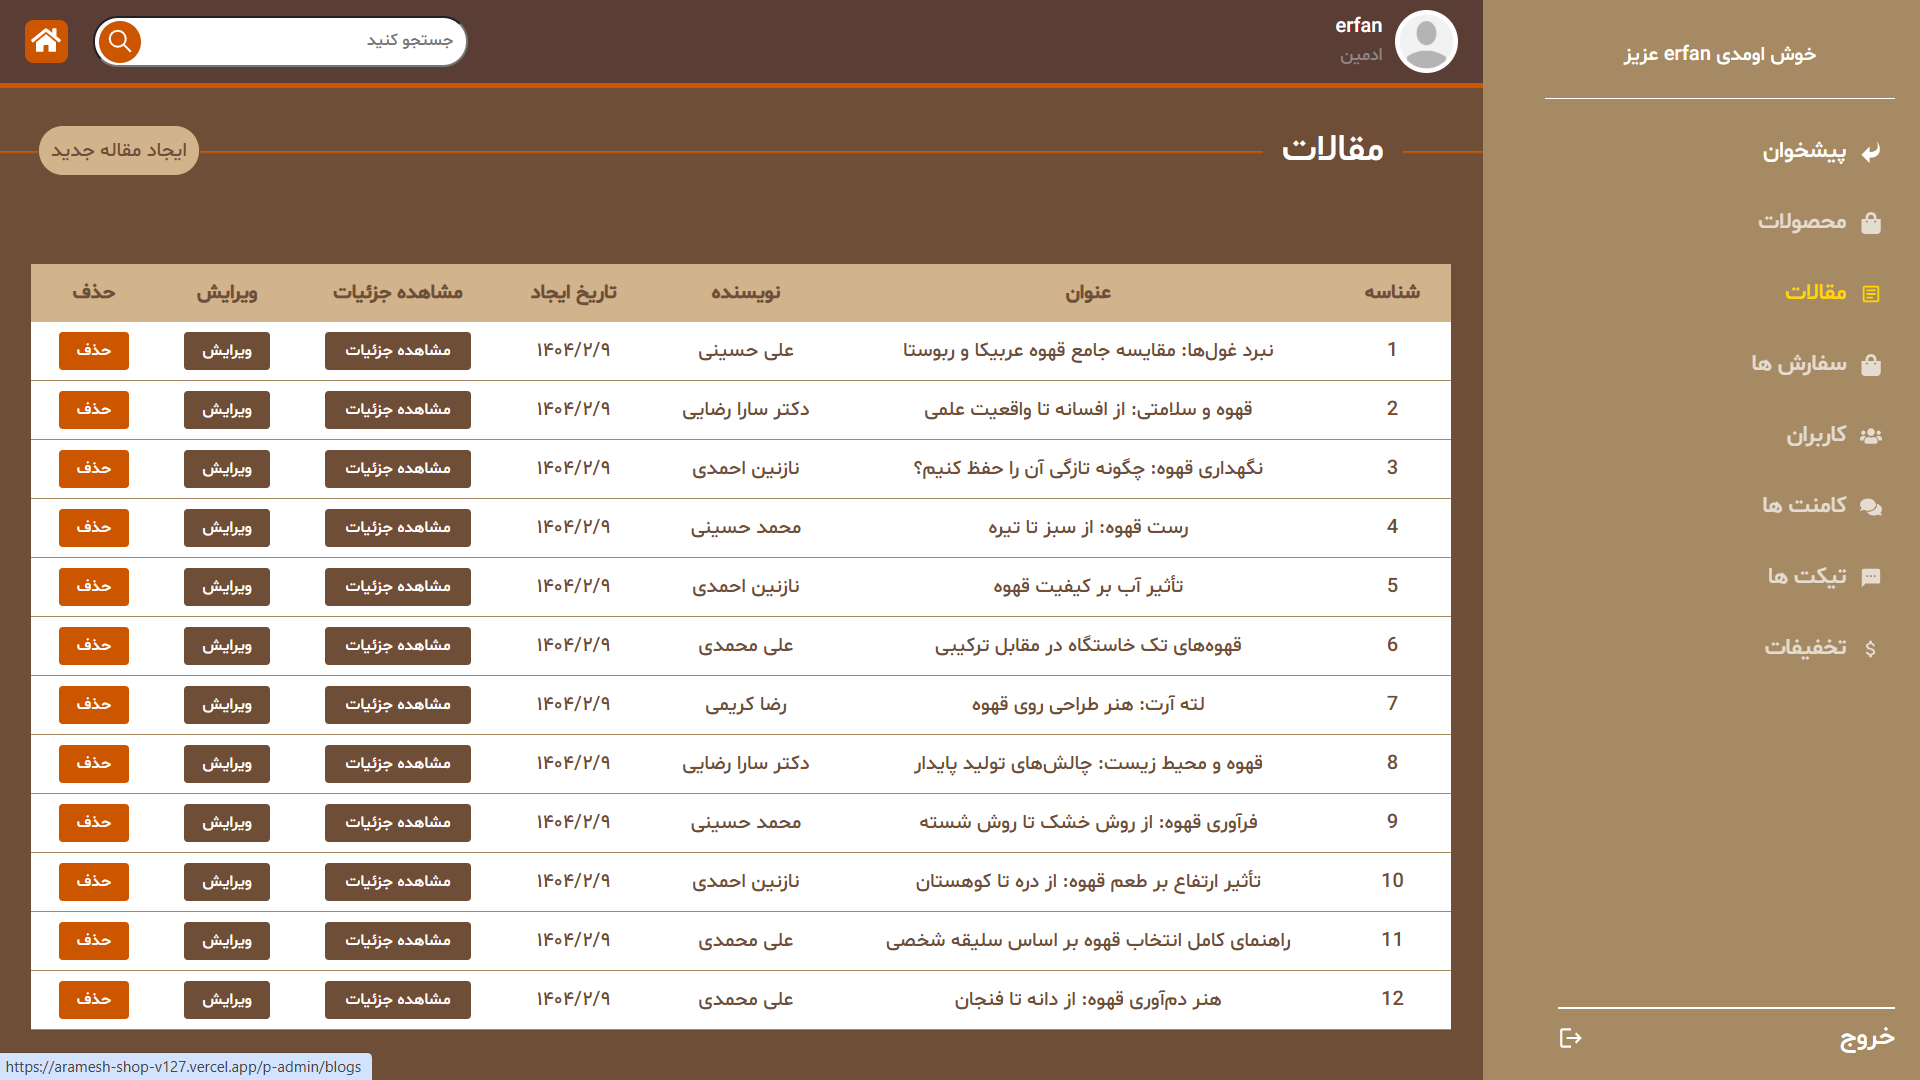 خوش اومدی erfan عزیز
پیشخوان
محصولات
مقالات
سفارش ها
کاربران
کامنت ها
تیکت ها
تخفیفات
خروج
erfan
ادمین
جستجو کنید
مقالات
ایجاد مقاله جدید
شناسه عنوان نویسنده تاریخ ایجاد مشاهده جزئیات ویرایش حذف
1 نبرد غول‌ها: مقایسه جامع قهوه عربیکا و ربوستا علی حسینی ۱۴۰۴/۲/۹ مشاهده جزئیات ویرایش حذف
2 قهوه و سلامتی: از افسانه تا واقعیت علمی دکتر سارا رضایی ۱۴۰۴/۲/۹ مشاهده جزئیات ویرایش حذف
3 نگهداری قهوه: چگونه تازگی آن را حفظ کنیم؟ نازنین احمدی ۱۴۰۴/۲/۹ مشاهده جزئیات ویرایش حذف
4 رست قهوه: از سبز تا تیره محمد حسینی ۱۴۰۴/۲/۹ مشاهده جزئیات ویرایش حذف
5 تأثیر آب بر کیفیت قهوه نازنین احمدی ۱۴۰۴/۲/۹ مشاهده جزئیات ویرایش حذف
6 قهوه‌های تک خاستگاه در مقابل ترکیبی علی محمدی ۱۴۰۴/۲/۹ مشاهده جزئیات ویرایش حذف
7 لته آرت: هنر طراحی روی قهوه رضا کریمی ۱۴۰۴/۲/۹ مشاهده جزئیات ویرایش حذف
8 قهوه و محیط زیست: چالش‌های تولید پایدار دکتر سارا رضایی ۱۴۰۴/۲/۹ مشاهده جزئیات ویرایش حذف
9 فرآوری قهوه: از روش خشک تا روش شسته محمد حسینی ۱۴۰۴/۲/۹ مشاهده جزئیات ویرایش حذف
10 تأثیر ارتفاع بر طعم قهوه: از دره تا کوهستان نازنین احمدی ۱۴۰۴/۲/۹ مشاهده جزئیات ویرایش حذف
11 راهنمای کامل انتخاب قهوه بر اساس سلیقه شخصی علی محمدی ۱۴۰۴/۲/۹ مشاهده جزئیات ویرایش حذف
12 هنر دم‌آوری قهوه: از دانه تا فنجان علی محمدی ۱۴۰۴/۲/۹ مشاهده جزئیات ویرایش حذف
https://aramesh-shop-v127.vercel.app/p-admin/blogs